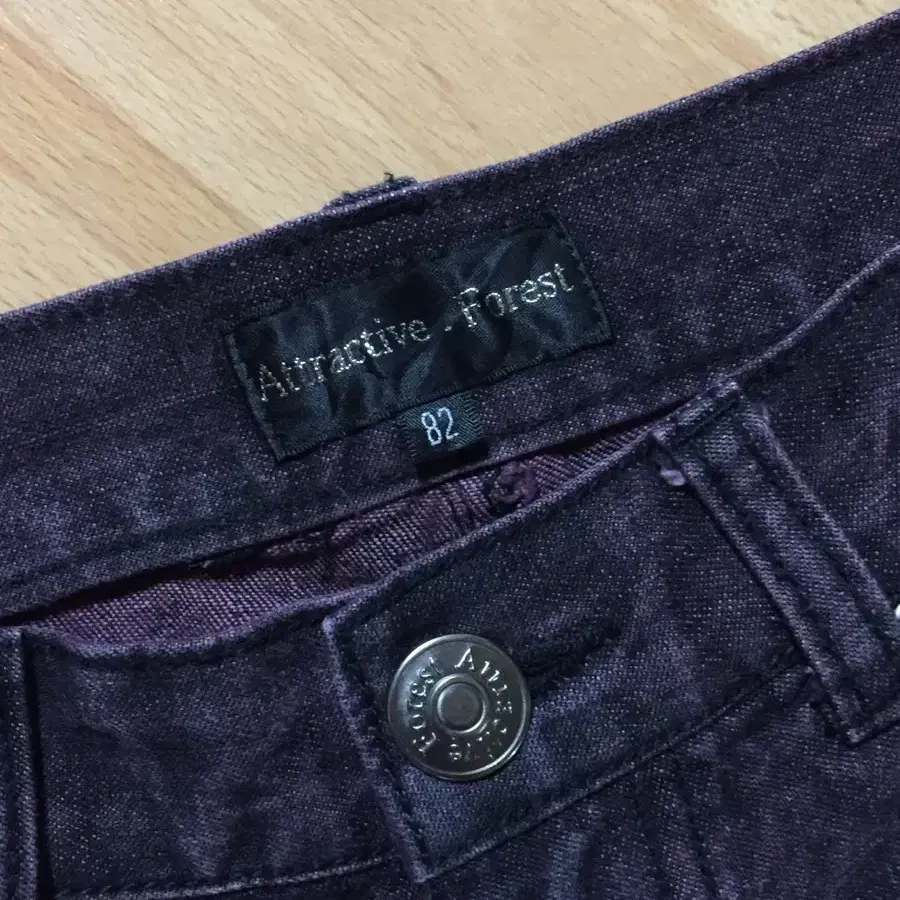 Attractive . Forest
82
Forest Attractive